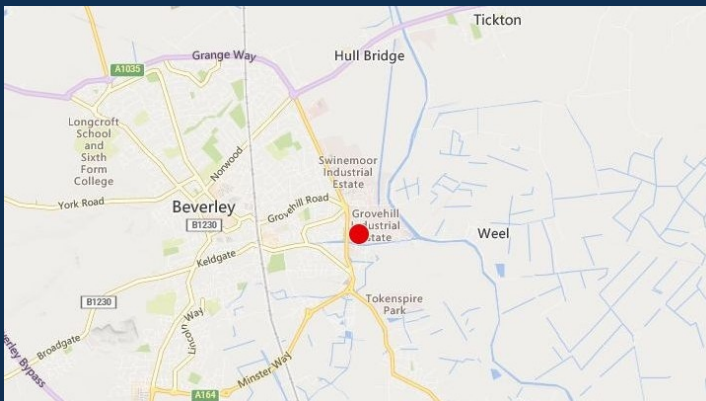 Tickton
Grange Way
Hull Bridge
A1035
Longcroft
School
and
Sixth
Form
College
Norwood
Swinemoor
Industrial
Estate
York Road
Beverley
Grovehill Road
Grovehill
Industrial
Estate
B1230
Weel
Keldgate
B1230
Tokenspire
Park
Lincoln Way
Broadgate
Beverley Bypass
Minster Way
A164